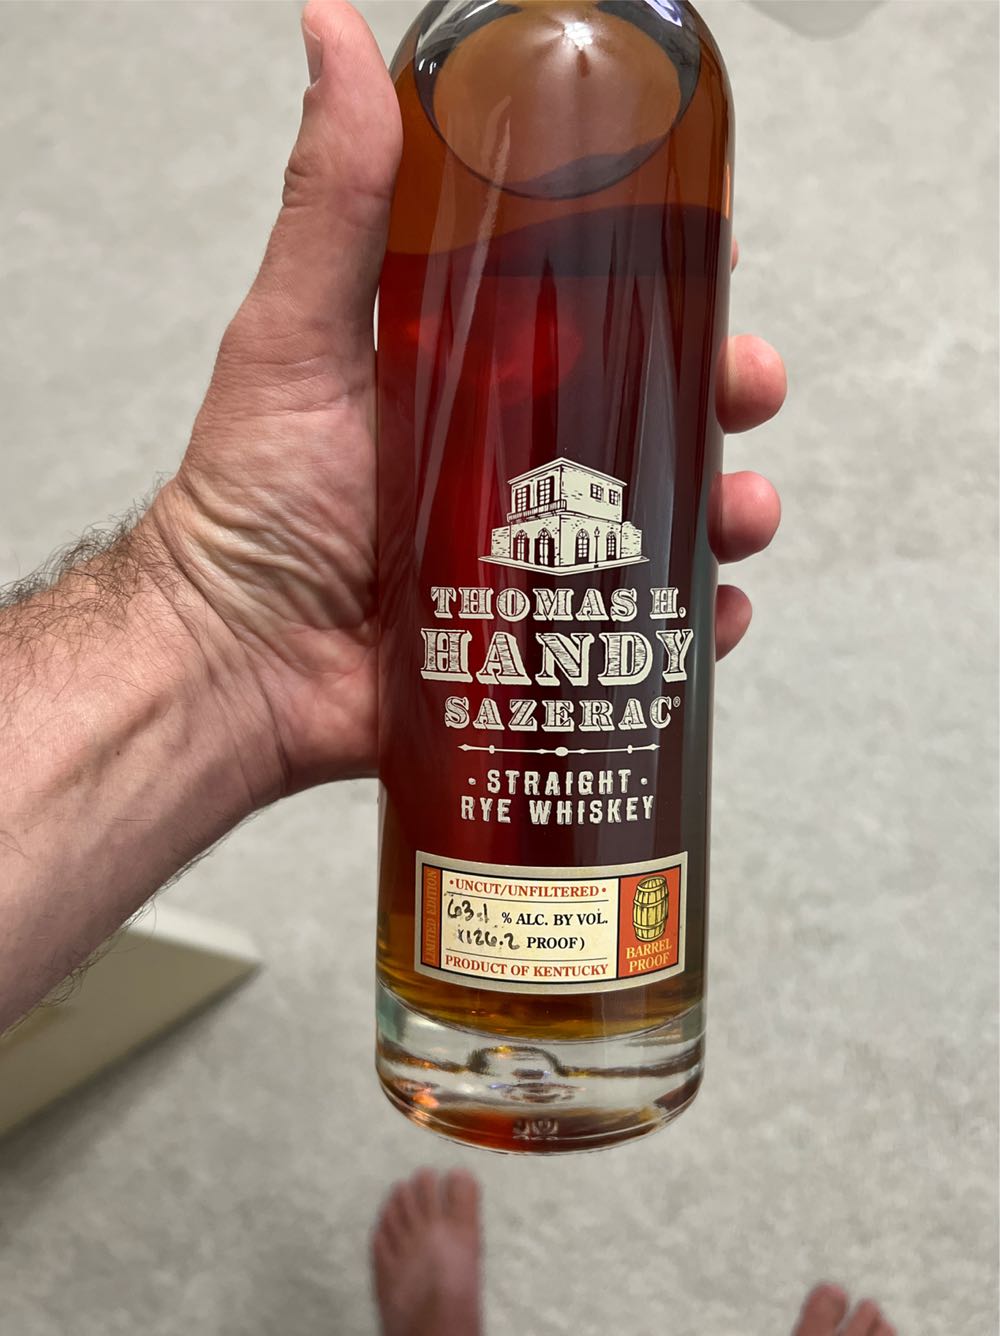 THOMAS H.
HANDY
SAZERAC®
· STRAIGHT ·
RYE WHISKEY
LIMITED EDITION
• UNCUT/UNFILTERED •
63.1 % ALC. BY VOL.
(126.2 PROOF)
PRODUCT OF KENTUCKY
BARREL
PROOF